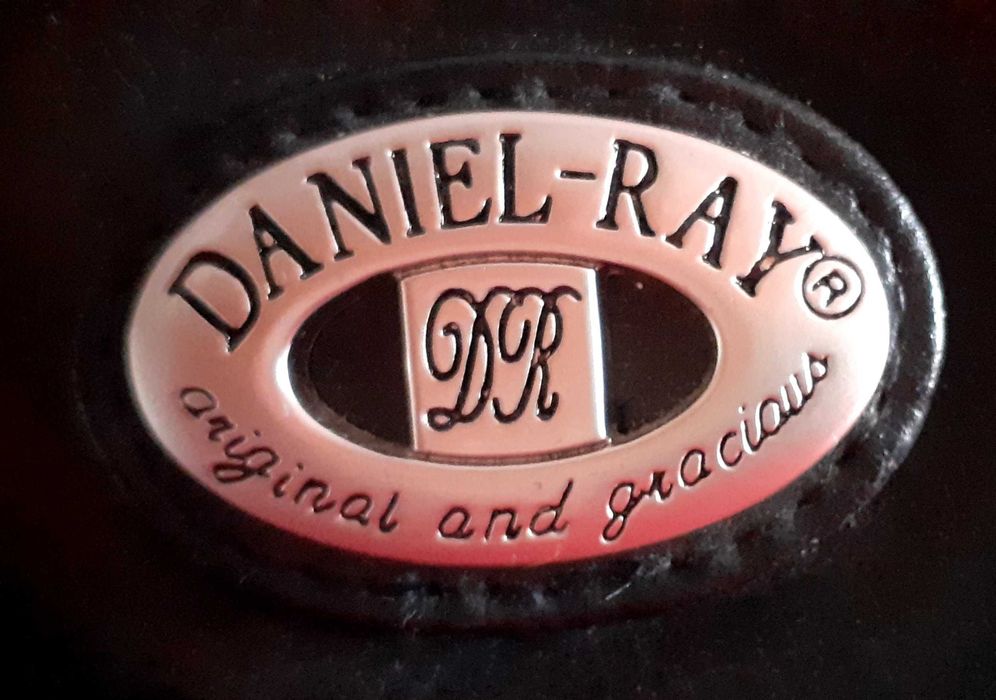 DANIEL-RAY®
DR
original and gracious